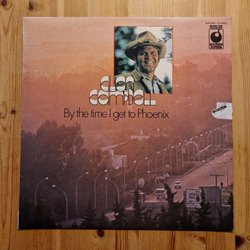 glen
campbell
By the time I get to Phoenix